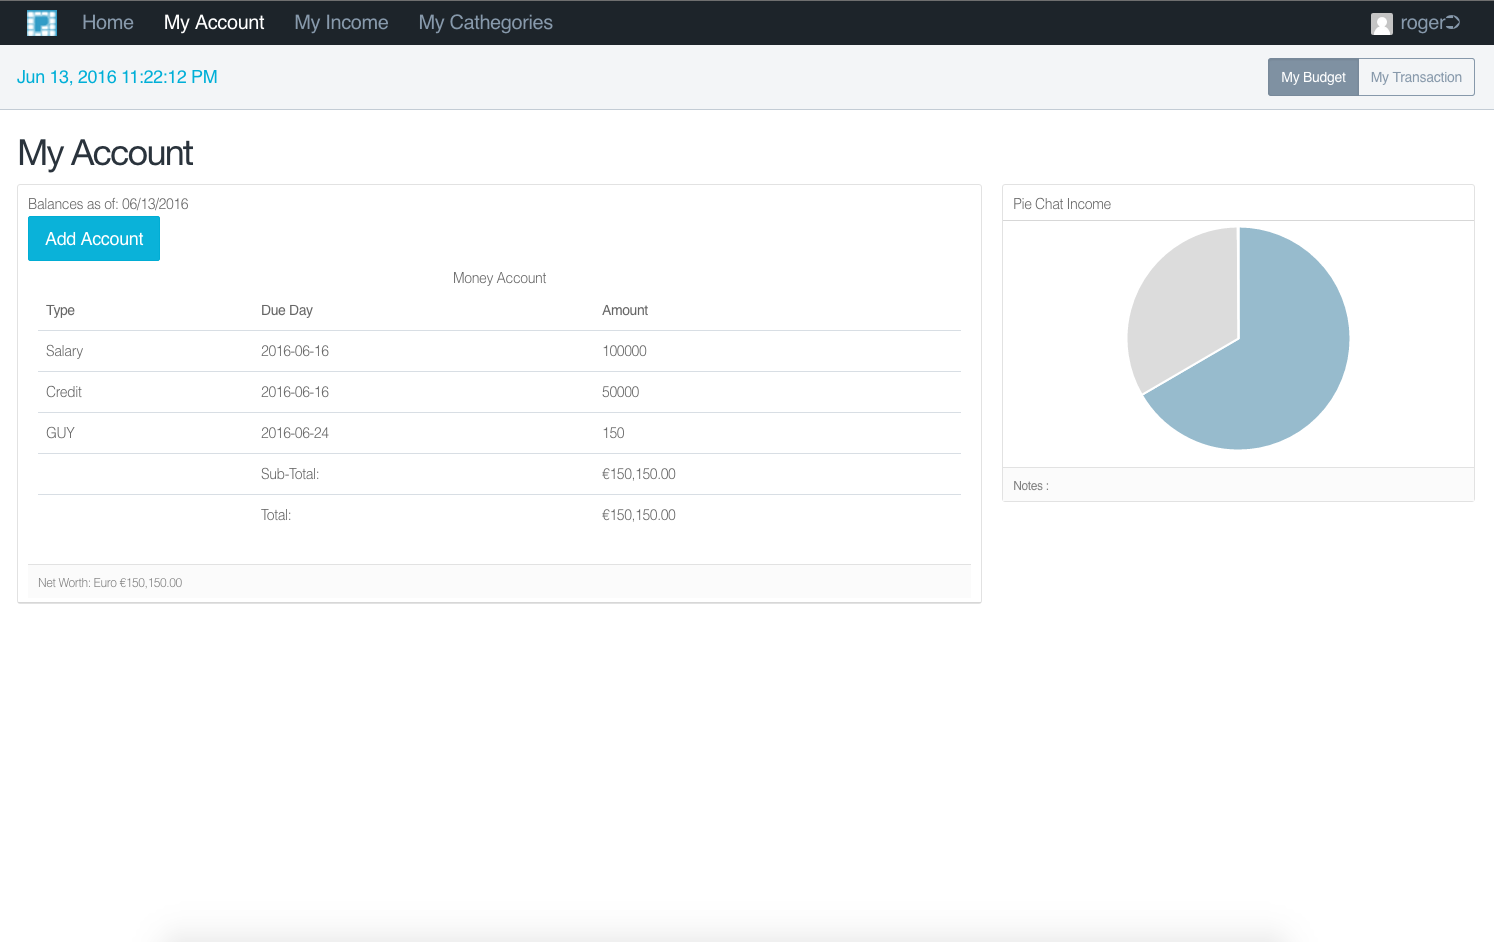 Home My Account My Income My Cathegories roger
Jun 13, 2016 11:22:12 PM
My Budget My Transaction
My Account
Balances as of: 06/13/2016
Add Account
Money Account
Type Due Day Amount
Salary 2016-06-16 100000
Credit 2016-06-16 50000
GUY 2016-06-24 150
Sub-Total: €150,150.00
Total: €150,150.00
Net Worth: Euro €150,150.00
Pie Chat Income
Notes :